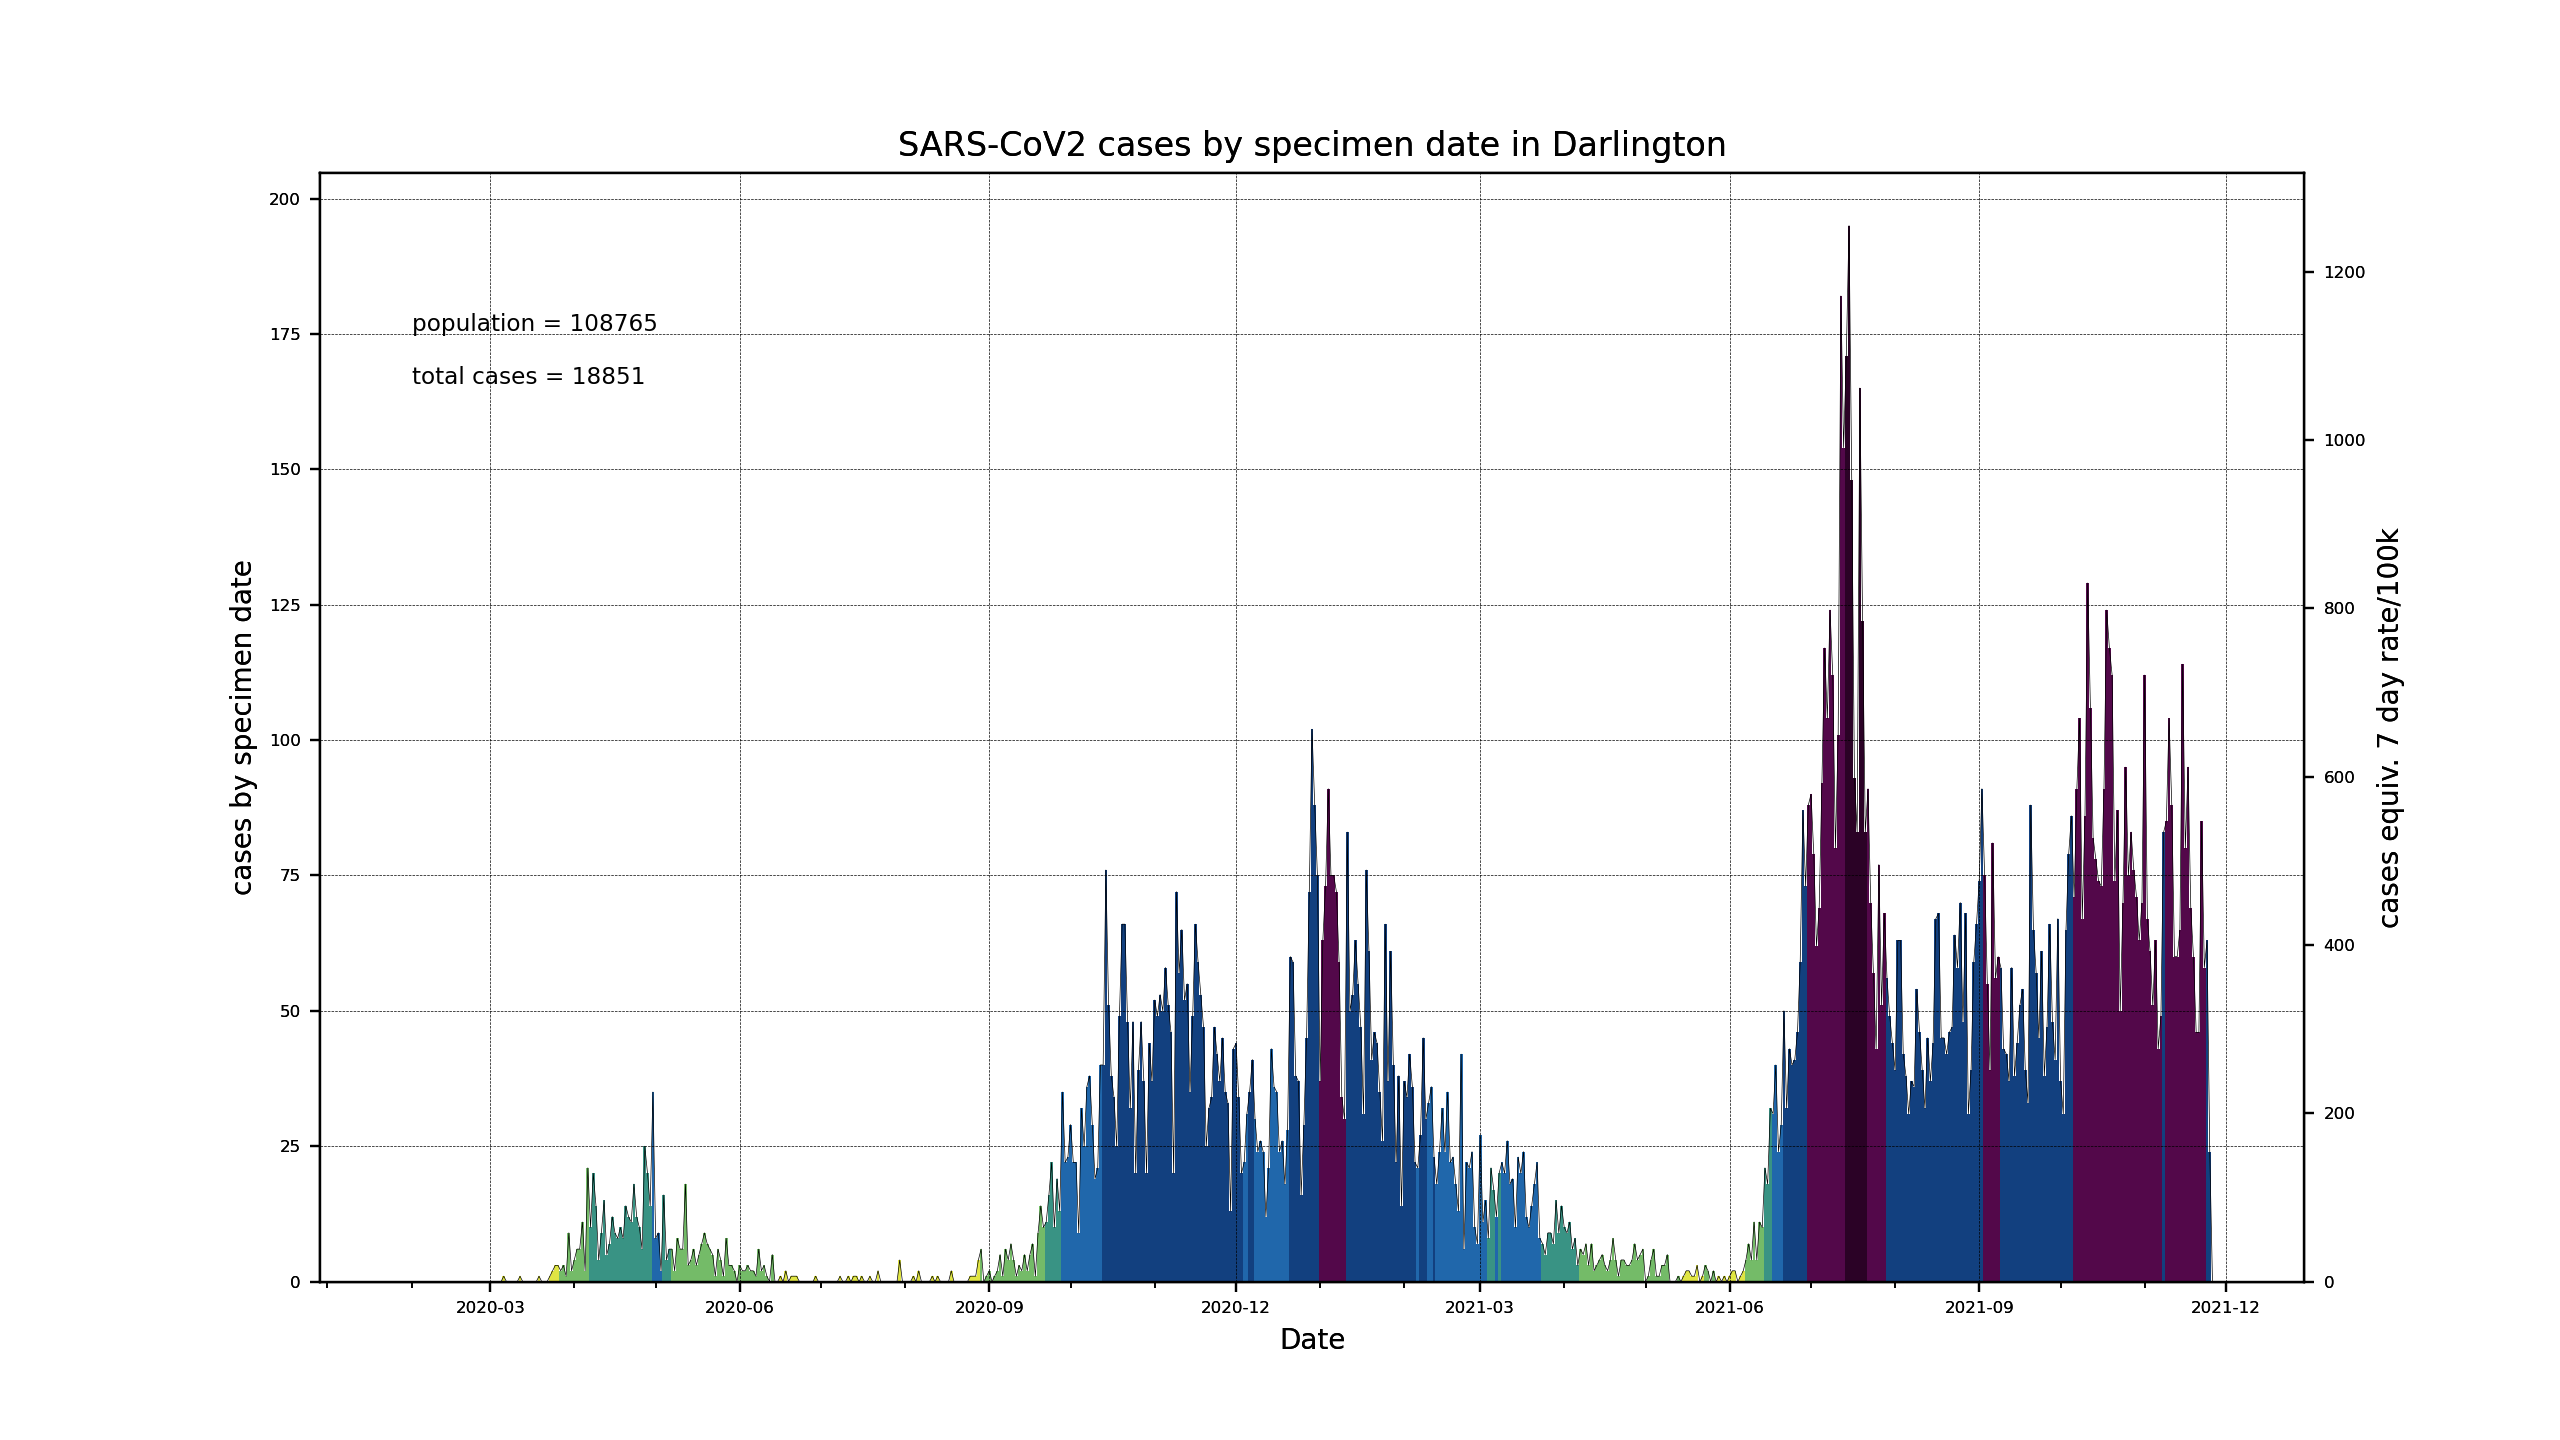 SARS-CoV2 cases by specimen date in Darlington
population = 108765
total cases = 18851
cases by specimen date
200
175
150
125
100
75
50
25
0
1200
1000
800
600
400
200
0
cases equiv. 7 day rate/100k
2020-03 2020-06 2020-09 2020-12 2021-03 2021-06 2021-09 2021-12
Date